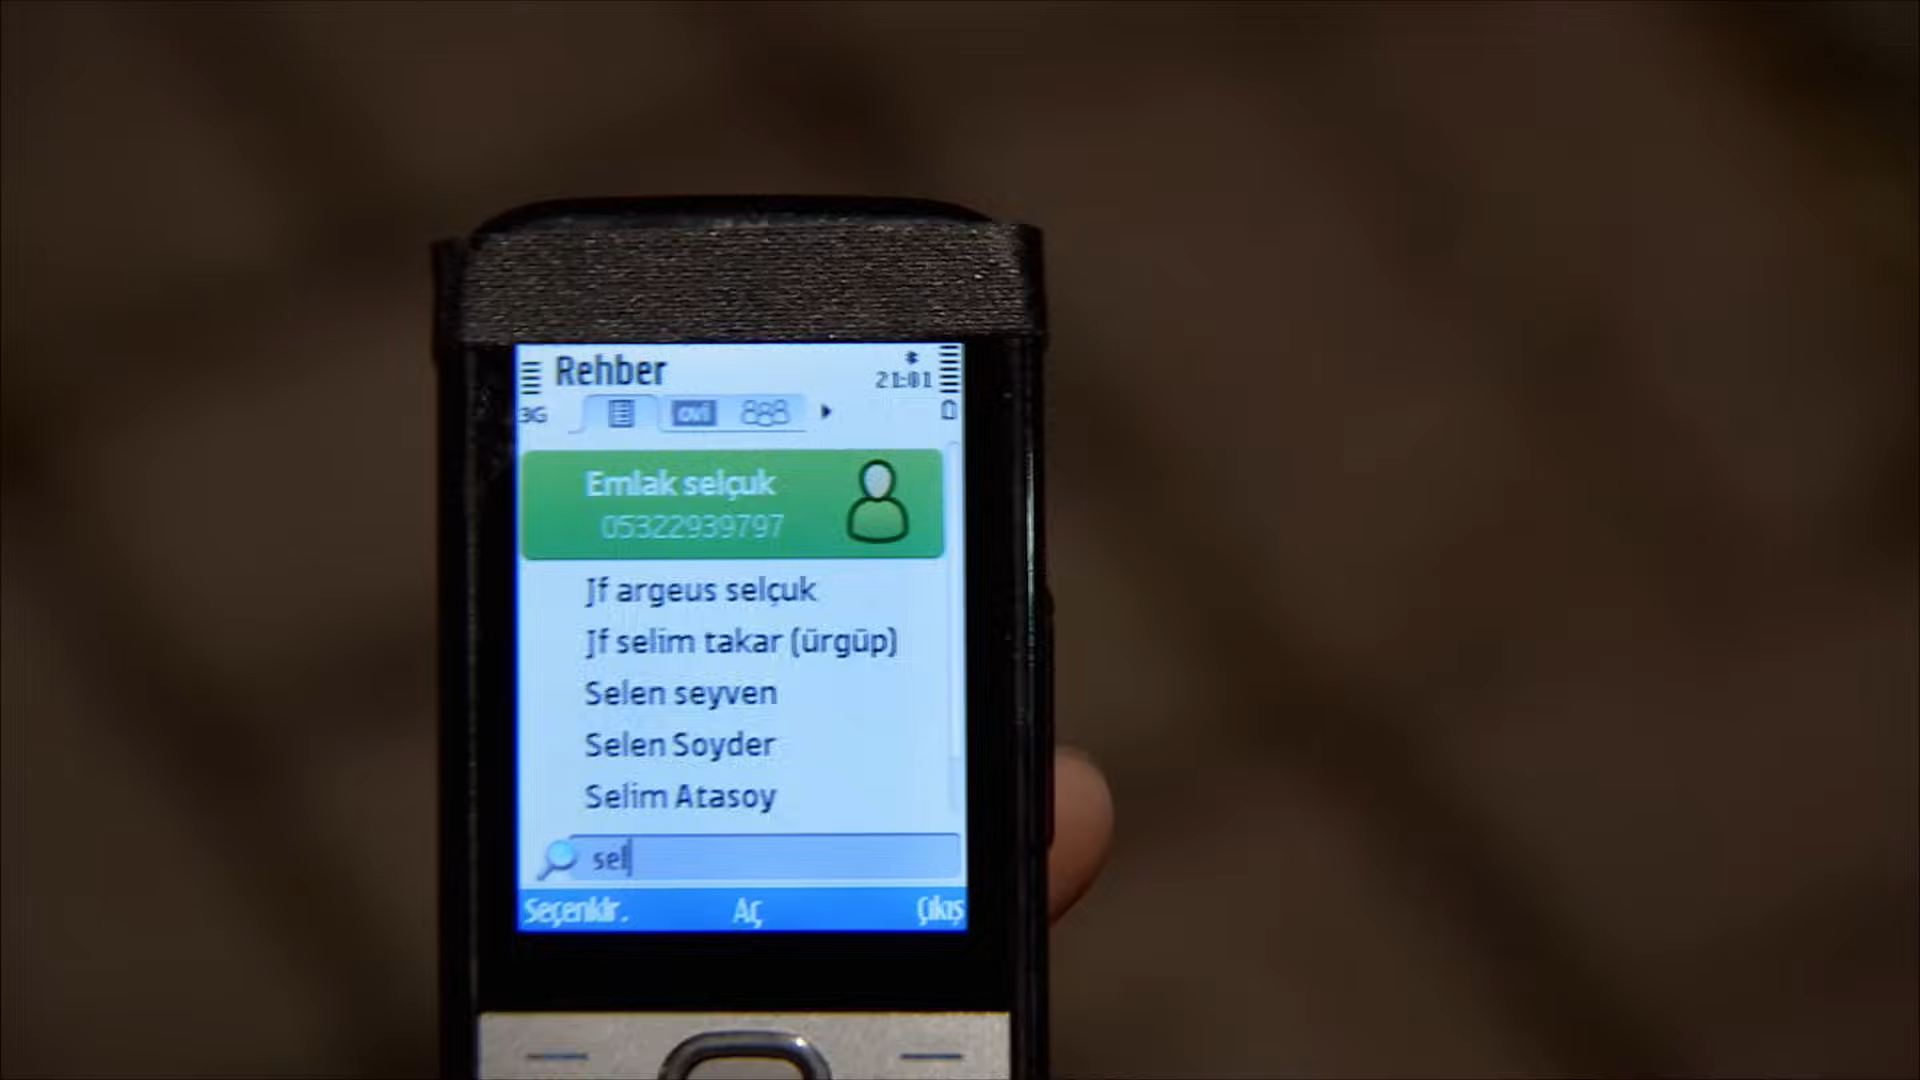 Rehber
21:01
3G
ovi
Emlak selçuk
05322939797
Jf argeus selçuk
Jf selim takar (ürgüp)
Selen seyven
Selen Soyder
Selim Atasoy
sel
Seçenklr.
Aç
Çıkış